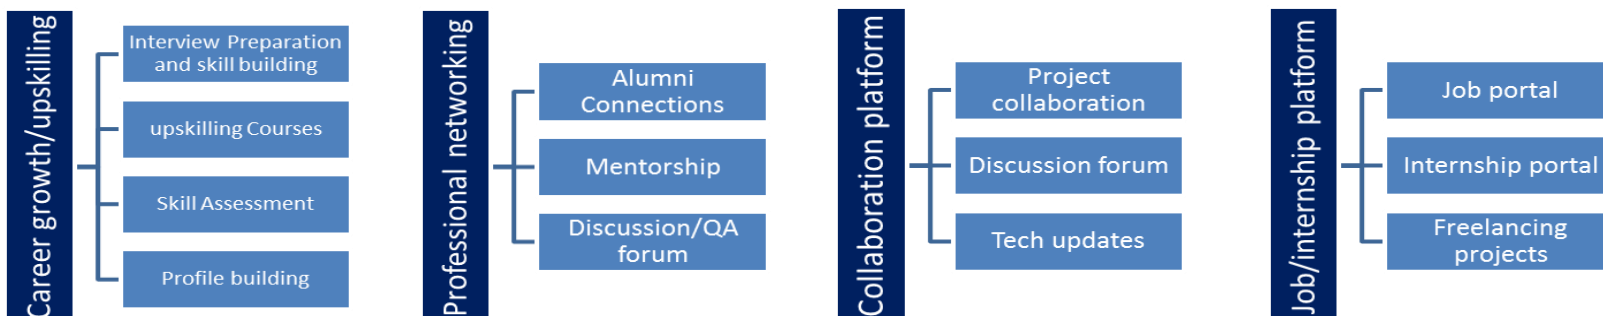 Career growth/upskilling
Interview Preparation
and skill building
upskilling Courses
Skill Assessment
Profile building
Professional networking
Alumni
Connections
Mentorship
Discussion/QA
forum
Collaboration platform
Project
collaboration
Discussion forum
Tech updates
Job/internship platform
Job portal
Internship portal
Freelancing
projects